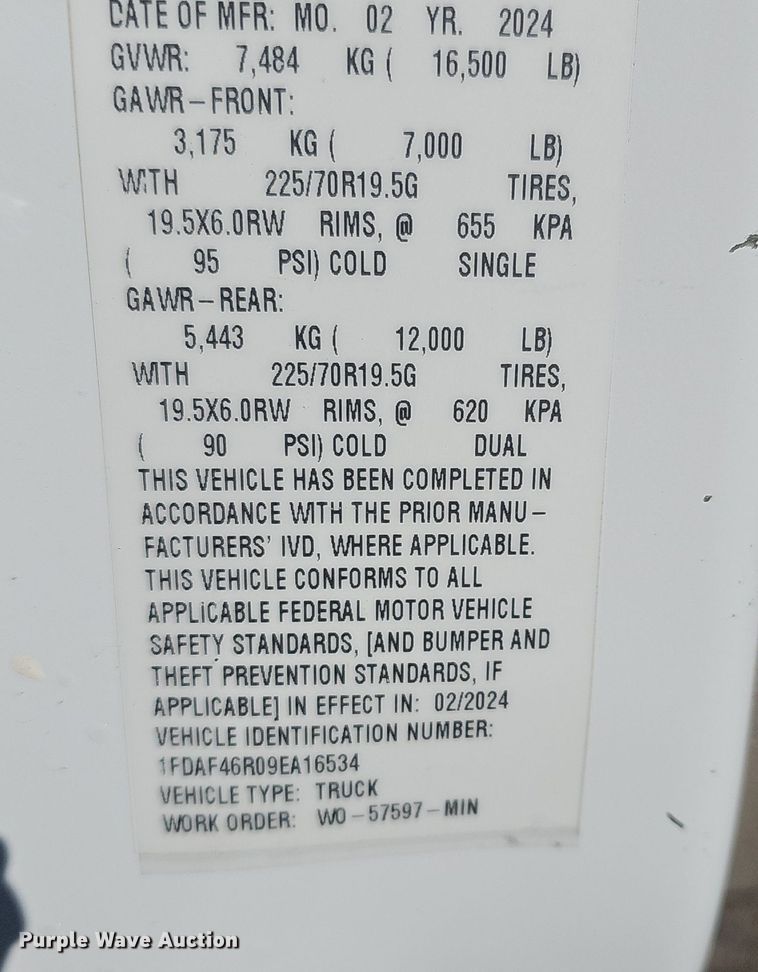 DATE OF MFR: MO. 02 YR. 2024
GVWR: 7,484 KG ( 16,500 LB)
GAWR-FRONT:
3,175 KG ( 7,000 LB)
WITH 225/70R19.5G TIRES,
19.5X6.0RW RIMS, @ 655 KPA
( 95 PSI) COLD SINGLE
GAWR-REAR:
5,443 KG ( 12,000 LB)
WITH 225/70R19.5G TIRES,
19.5X6.0RW RIMS, @ 620 KPA
( 90 PSI) COLD DUAL
THIS VEHICLE HAS BEEN COMPLETED IN
ACCORDANCE WITH THE PRIOR MANU-
FACTURERS' IVD, WHERE APPLICABLE.
THIS VEHICLE CONFORMS TO ALL
APPLICABLE FEDERAL MOTOR VEHICLE
SAFETY STANDARDS, [AND BUMPER AND
THEFT PREVENTION STANDARDS, IF
APPLICABLE] IN EFFECT IN: 02/2024
VEHICLE IDENTIFICATION NUMBER:
1FDAF46R09EA16534
VEHICLE TYPE: TRUCK
WORK ORDER: WO-57597-MIN
Purple Wave Auction